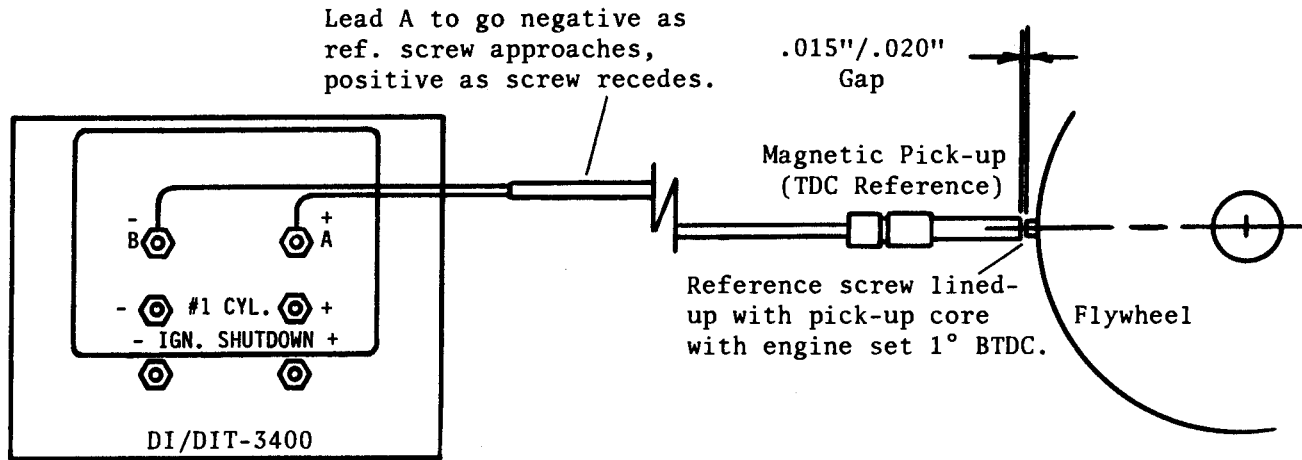 Lead A to go negative as
ref. screw approaches,
positive as screw recedes.
.015"/.020"
Gap
Magnetic Pick-up
(TDC Reference)
- +
B A
- #1 CYL. +
- IGN. SHUTDOWN +
DI/DIT-3400
Reference screw lined-
up with pick-up core
with engine set 1° BTDC.
Flywheel